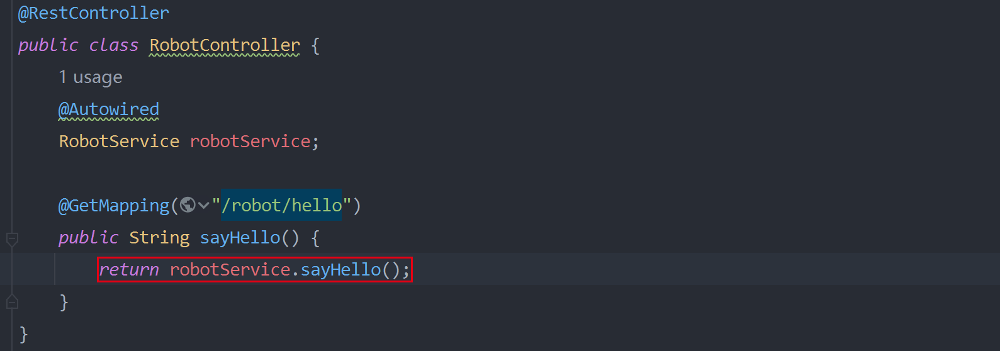 @RestController
public class RobotController {
1 usage
@Autowired
RobotService robotService;
@GetMapping("/robot/hello")
public String sayHello() {
return robotService.sayHello();
}
}